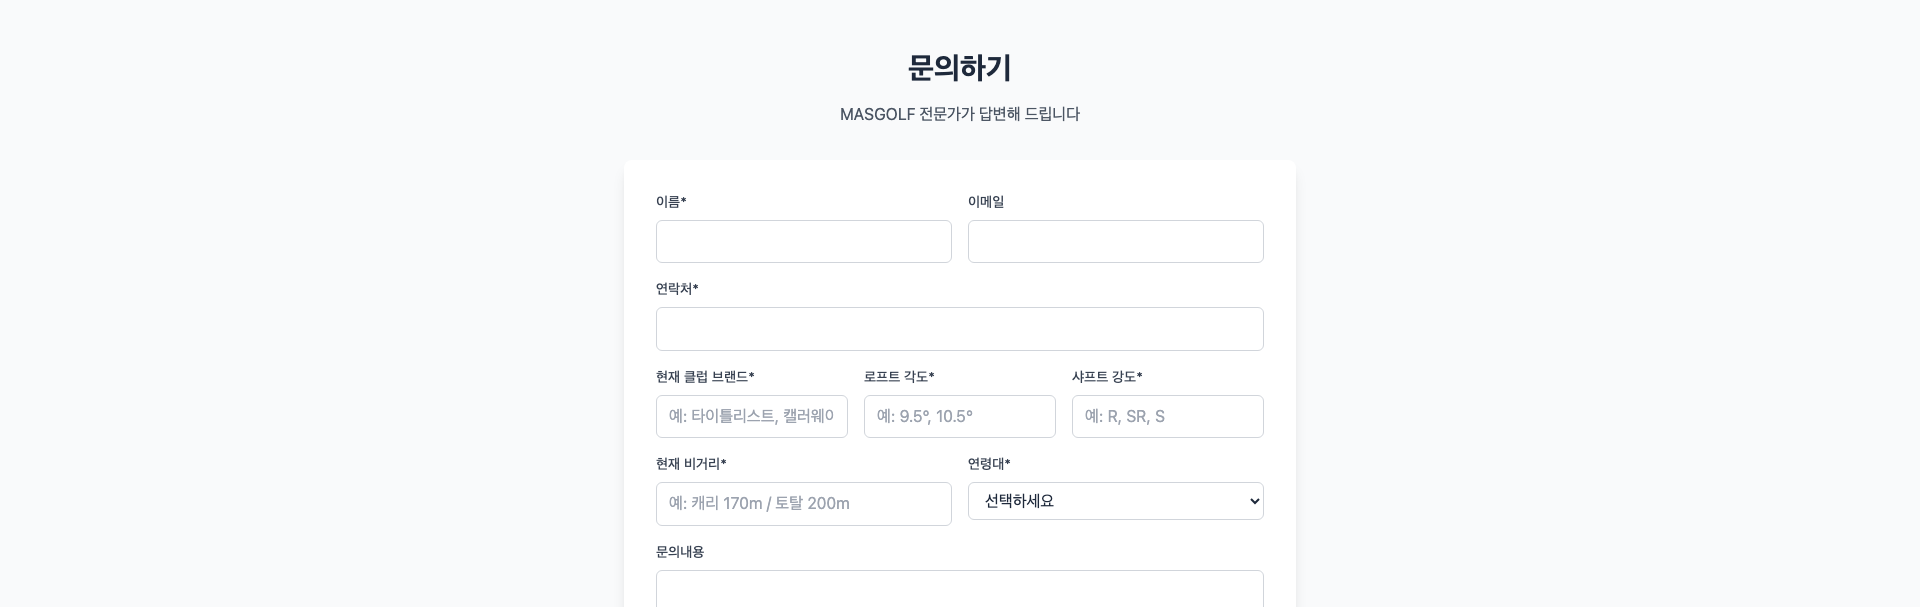 문의하기
MASGOLF 전문가가 답변해 드립니다
이름* 이메일
연락처*
현재 클럽 브랜드* 로프트 각도* 샤프트 강도*
예: 타이틀리스트, 캘러웨이 예: 9.5°, 10.5° 예: R, SR, S
현재 비거리* 연령대*
예: 캐리 170m / 토탈 200m 선택하세요
문의내용